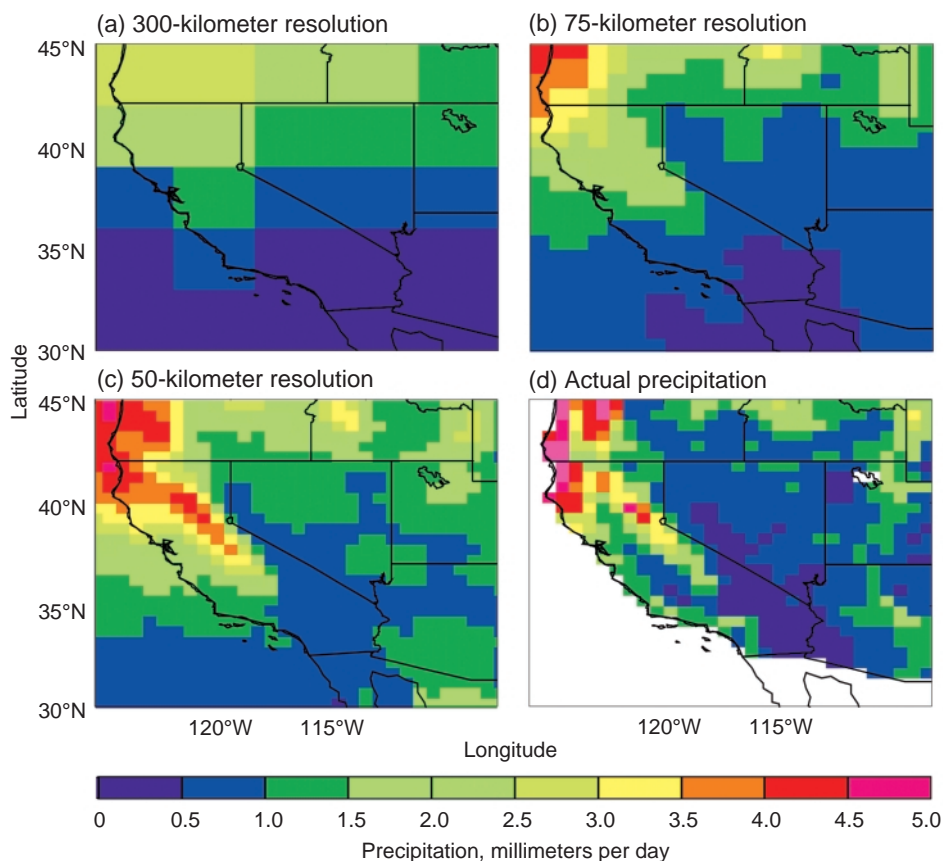 (a) 300-kilometer resolution
(b) 75-kilometer resolution
45°N
40°N
35°N
30°N
Latitude
(c) 50-kilometer resolution
(d) Actual precipitation
45°N
40°N
35°N
30°N
120°W 115°W 120°W 115°W
Longitude
0 0.5 1.0 1.5 2.0 2.5 3.0 3.5 4.0 4.5 5.0
Precipitation, millimeters per day